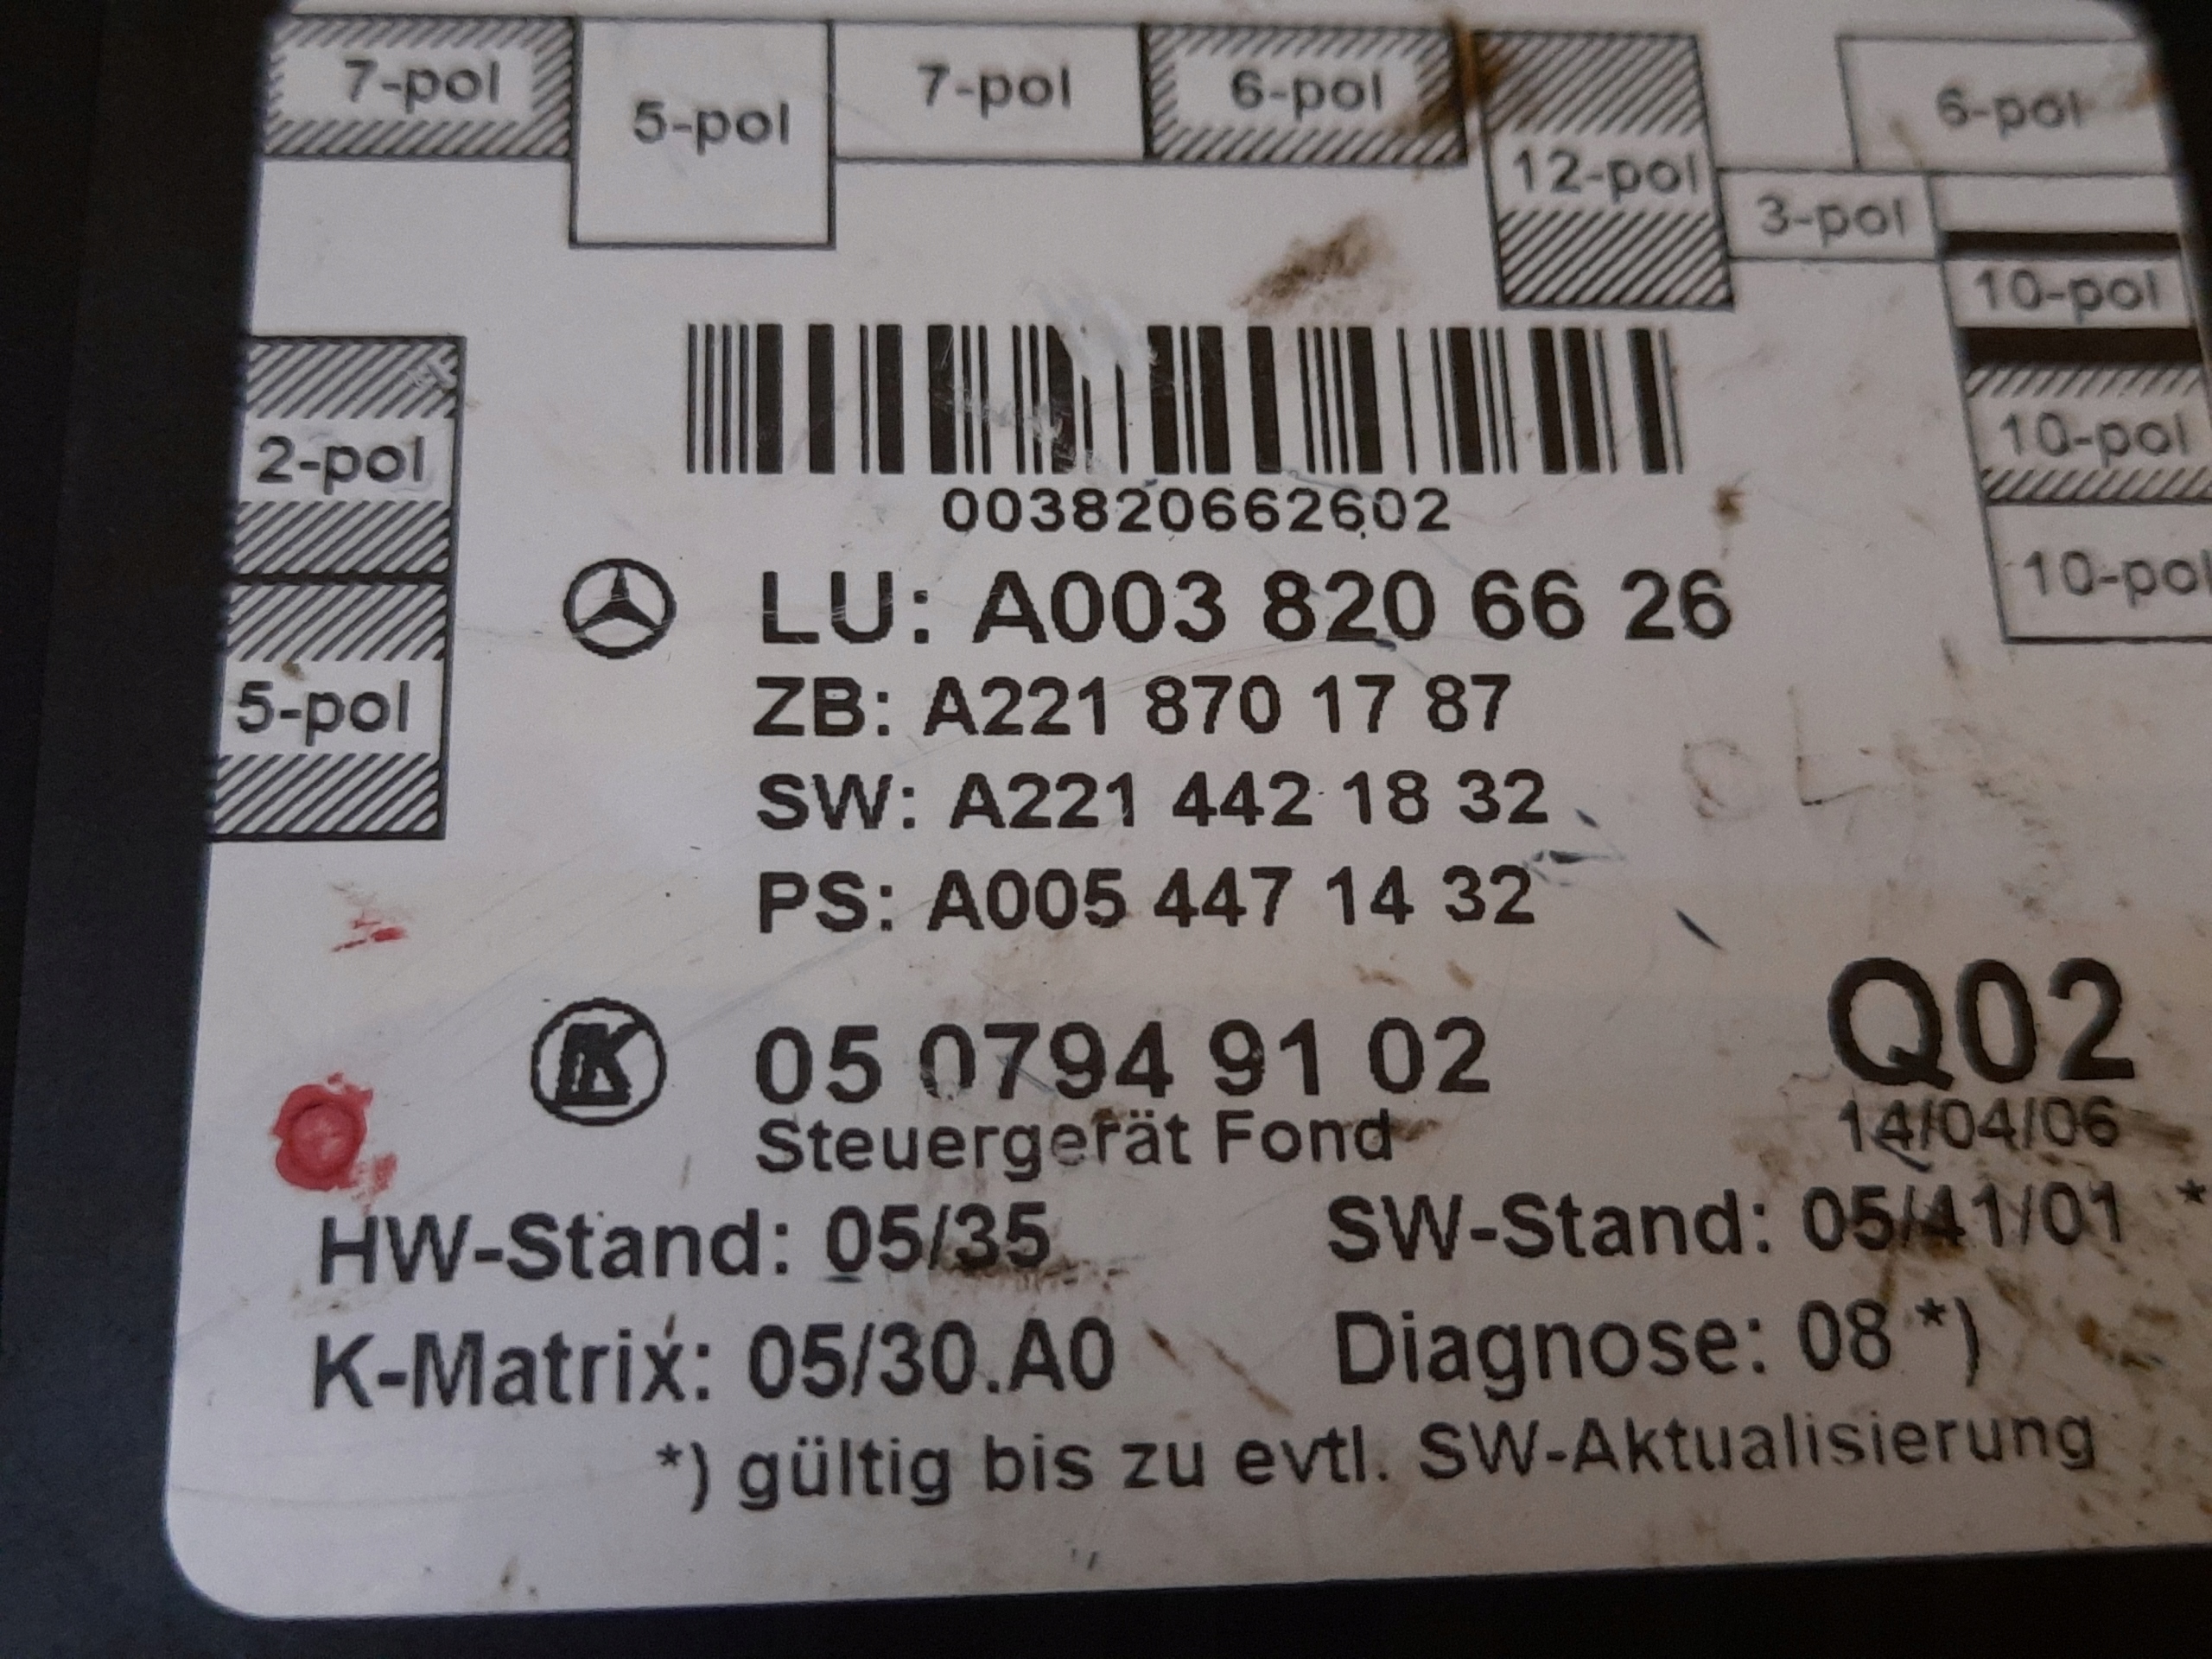 7-pol
5-pol
7-pol
6-pol
12-pol
6-pol
3-pol
10-pol
10-pol
10-pol
2-pol
5-pol
003820662602
LU: A003 820 66 26
ZB: A221 870 17 87
SW: A221 442 18 32
PS: A005 447 14 32
05 0794 91 02
Q02
Steuergerät Fond
14/04/06
HW-Stand: 05/35
SW-Stand: 05/41/01 *
K-Matrix: 05/30.A0
Diagnose: 08 *)
*) gültig bis zu evtl. SW-Aktualisierung